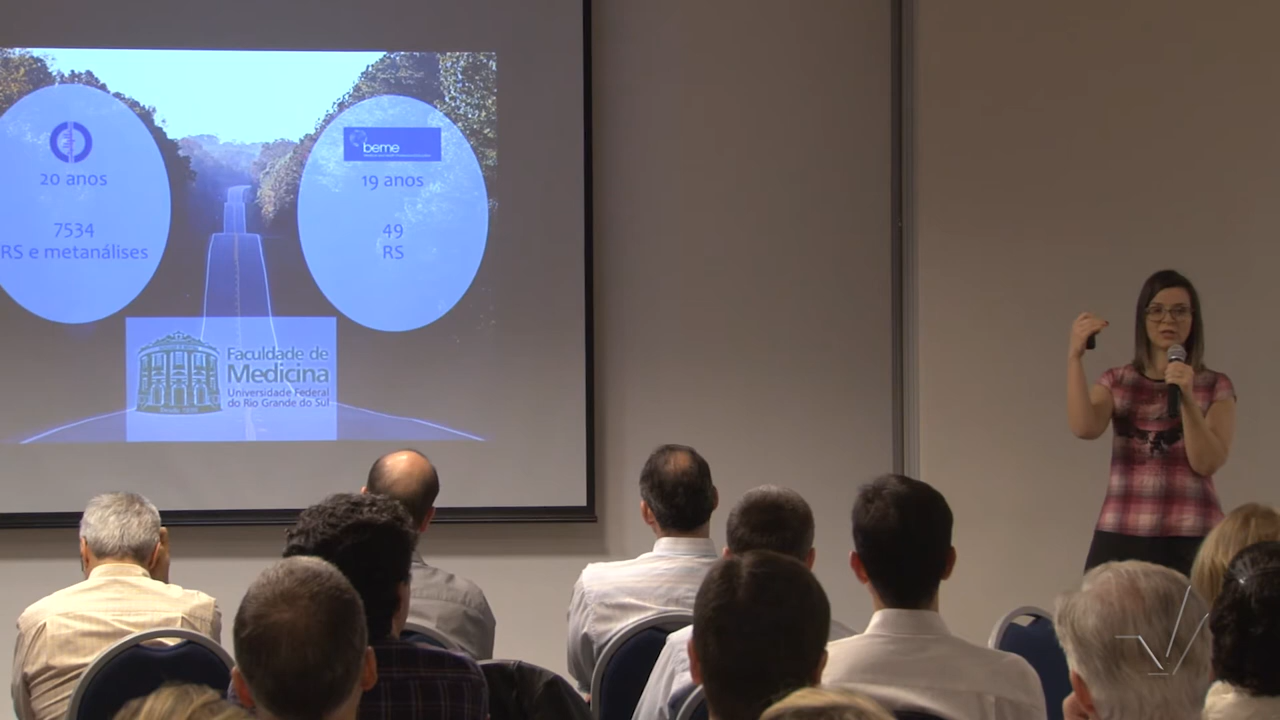 20 anos
7534
RS e metanálises
beme
19 anos
49
RS
Faculdade de
Medicina
Universidade Federal
do Rio Grande do Sul